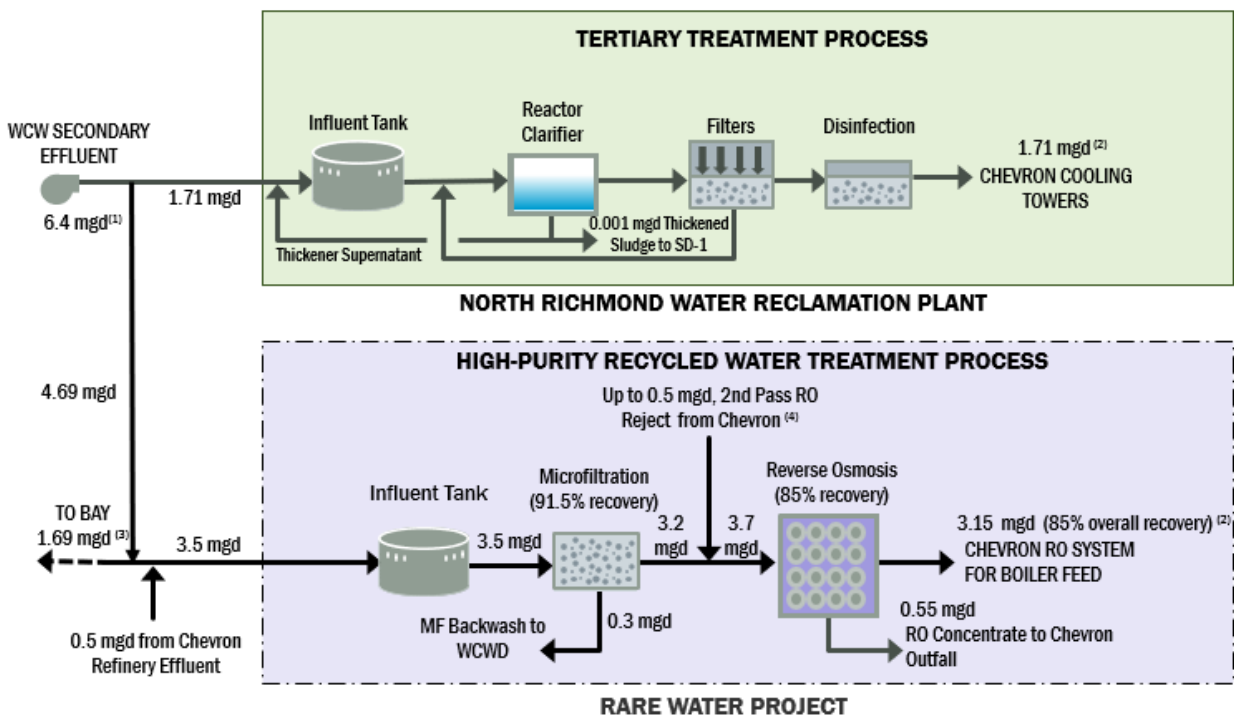 TERTIARY TREATMENT PROCESS
WCW SECONDARY
EFFLUENT
6.4 mgd(1)
1.71 mgd
Influent Tank
Reactor
Clarifier
Filters
Disinfection
1.71 mgd (2)
CHEVRON COOLING
TOWERS
Thickener Supernatant
0.001 mgd Thickened
Sludge to SD-1
NORTH RICHMOND WATER RECLAMATION PLANT
4.69 mgd
HIGH-PURITY RECYCLED WATER TREATMENT PROCESS
Up to 0.5 mgd, 2nd Pass RO
Reject from Chevron (4)
TO BAY
1.69 mgd (3)
3.5 mgd
0.5 mgd from Chevron
Refinery Effluent
Influent Tank
3.5 mgd
Microfiltration
(91.5% recovery)
3.2
mgd
3.7
mgd
Reverse Osmosis
(85% recovery)
3.15 mgd (85% overall recovery) (2)
CHEVRON RO SYSTEM
FOR BOILER FEED
0.3 mgd
MF Backwash to
WCWD
0.55 mgd
RO Concentrate to Chevron
Outfall
RARE WATER PROJECT